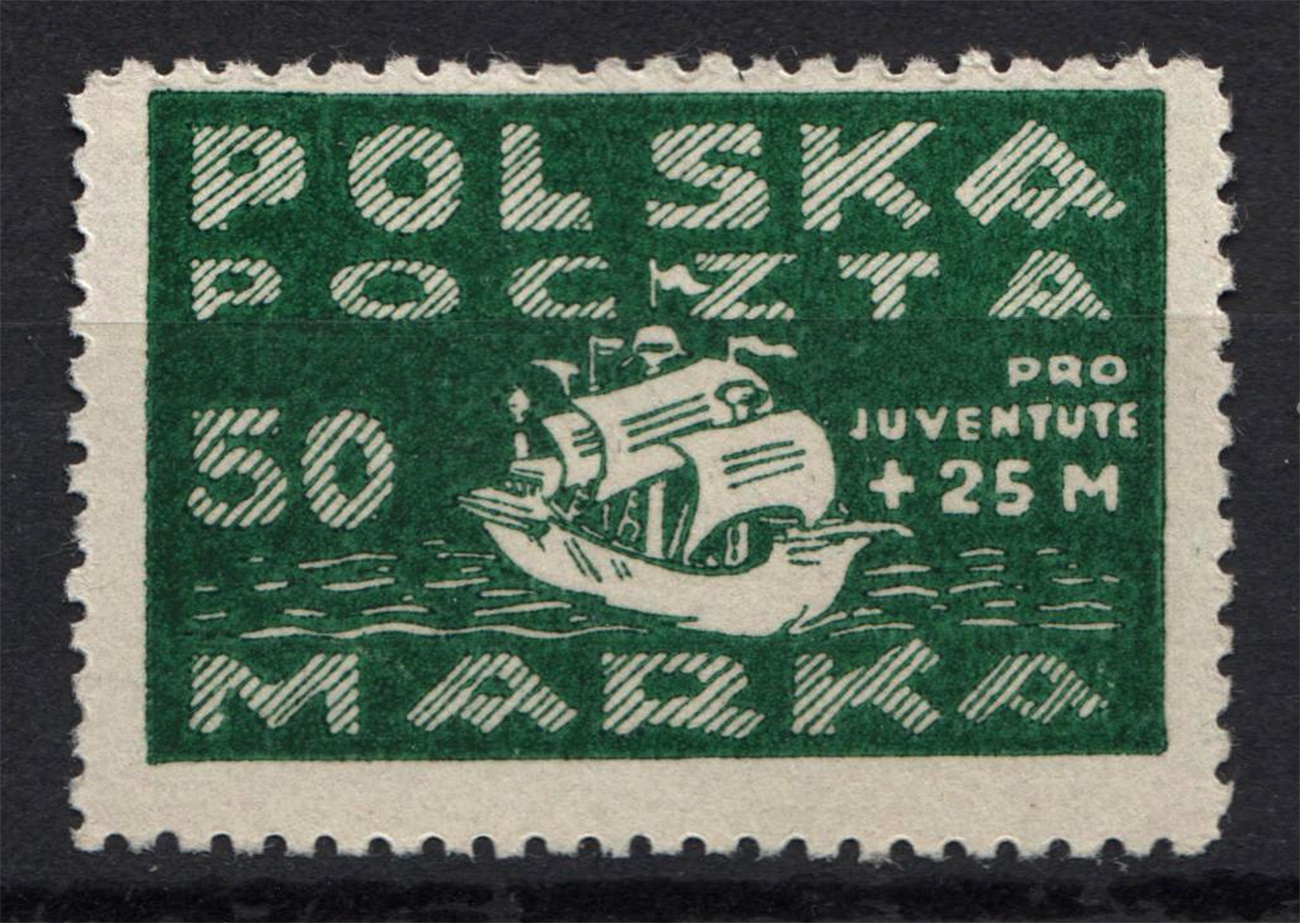 POLSKA
POCZTA
50
PRO
JUVENTUTE
+ 25 M
MARKA